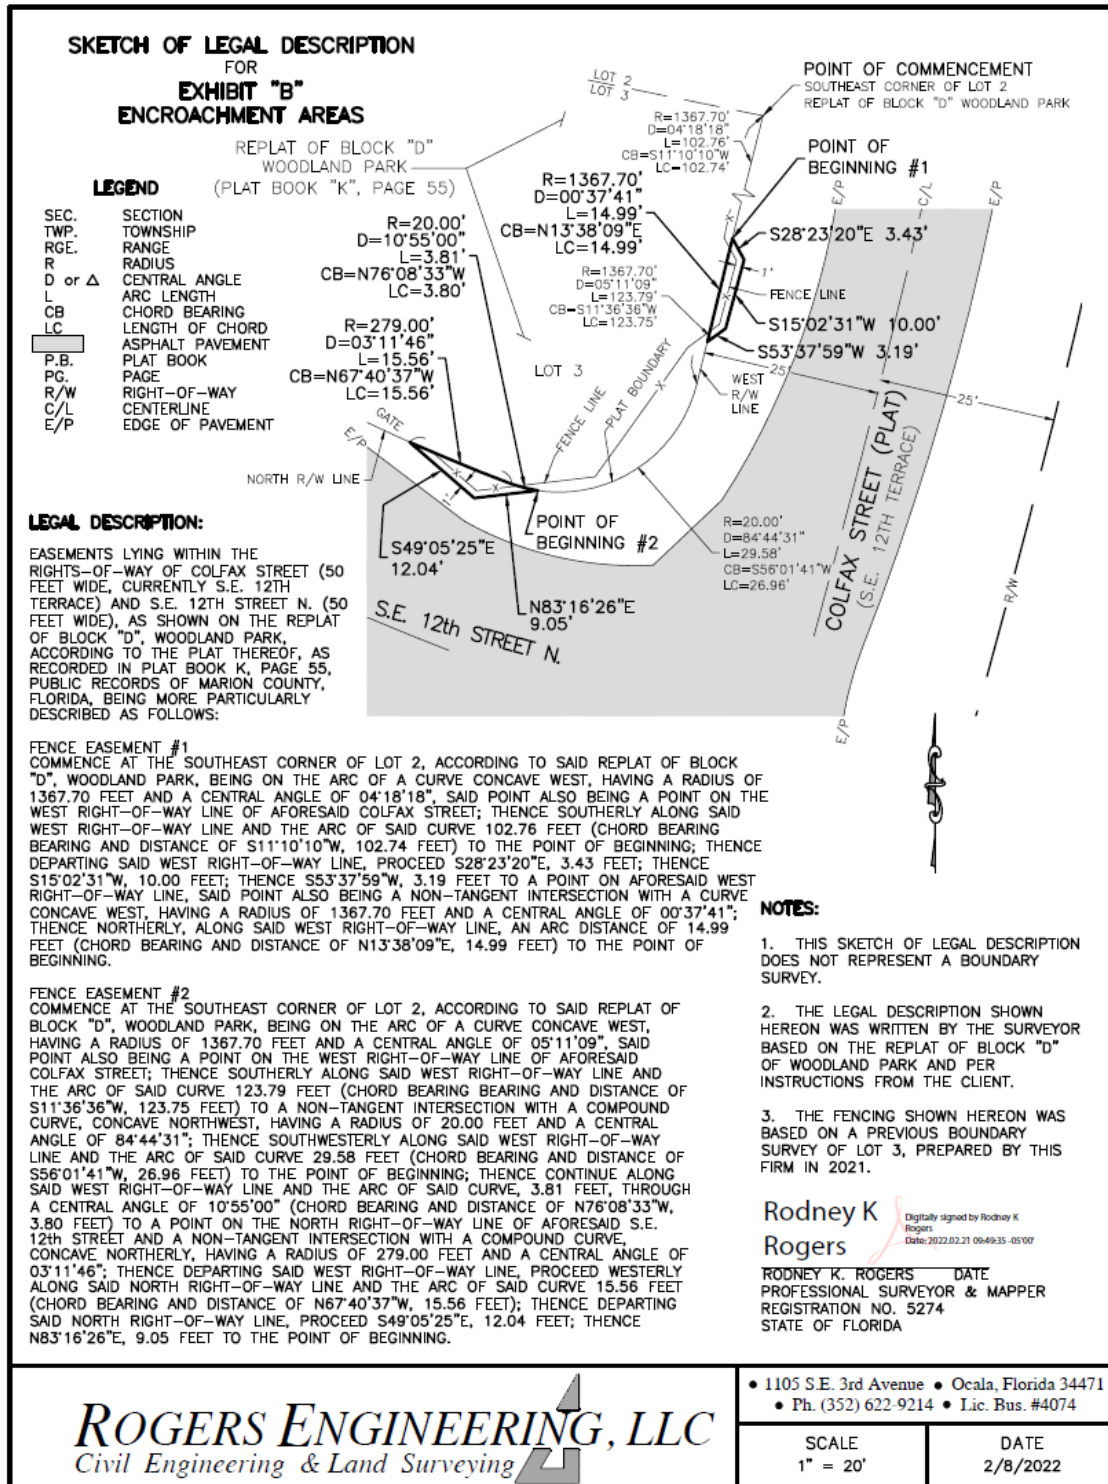 SKETCH OF LEGAL DESCRIPTION
FOR
EXHIBIT "B"
ENCROACHMENT AREAS
REPLAT OF BLOCK "D"
WOODLAND PARK
(PLAT BOOK "K", PAGE 55)
LEGEND
SEC. SECTION
TWP. TOWNSHIP
RGE. RANGE
R RADIUS
D or Δ CENTRAL ANGLE
L ARC LENGTH
CB CHORD BEARING
LC LENGTH OF CHORD
ASPHALT PAVEMENT
P.B. PLAT BOOK
PG. PAGE
R/W RIGHT-OF-WAY
C/L CENTERLINE
E/P EDGE OF PAVEMENT
LOT 2
LOT 3
POINT OF COMMENCEMENT
SOUTHEAST CORNER OF LOT 2
REPLAT OF BLOCK "D" WOODLAND PARK
R=1367.70'
D=04°18'18"
L=102.76'
CB=S11°10'10"W
LC=102.74'
POINT OF
BEGINNING #1
R=1367.70'
D=00°37'41"
L=14.99'
CB=N13°38'09"E
LC=14.99'
E/P
C/L
E/P
S28°23'20"E 3.43'
1'
FENCE LINE
S15°02'31"W 10.00'
S53°37'59"W 3.19'
R=20.00'
D=10°55'00"
L=3.81'
CB=N76°08'33"W
LC=3.80'
R=1367.70'
D=05°11'09"
L=123.79'
CB=S11°36'36"W
LC=123.75'
R=279.00'
D=03°11'46"
L=15.56'
CB=N67°40'37"W
LC=15.56'
LOT 3
X
X
X
FENCE LINE
PLAT BOUNDARY
WEST
R/W
LINE
25'
25'
GATE
E/P
NORTH R/W LINE
X
X
X
1'
POINT OF
BEGINNING #2
S49°05'25"E
12.04'
N83°16'26"E
9.05'
R=20.00'
D=84°44'31"
L=29.58'
CB=S56°01'41"W
LC=26.96'
COLFAX STREET (PLAT)
(S.E. 12TH TERRACE)
R/W
S.E. 12th STREET N.
E/P
LEGAL DESCRIPTION:
EASEMENTS LYING WITHIN THE
RIGHTS-OF-WAY OF COLFAX STREET (50
FEET WIDE, CURRENTLY S.E. 12TH
TERRACE) AND S.E. 12TH STREET N. (50
FEET WIDE), AS SHOWN ON THE REPLAT
OF BLOCK "D", WOODLAND PARK,
ACCORDING TO THE PLAT THEREOF, AS
RECORDED IN PLAT BOOK K, PAGE 55,
PUBLIC RECORDS OF MARION COUNTY,
FLORIDA, BEING MORE PARTICULARLY
DESCRIBED AS FOLLOWS:
FENCE EASEMENT #1
COMMENCE AT THE SOUTHEAST CORNER OF LOT 2, ACCORDING TO SAID REPLAT OF BLOCK
"D", WOODLAND PARK, BEING ON THE ARC OF A CURVE CONCAVE WEST, HAVING A RADIUS OF
1367.70 FEET AND A CENTRAL ANGLE OF 04°18'18", SAID POINT ALSO BEING A POINT ON THE
WEST RIGHT-OF-WAY LINE OF AFORESAID COLFAX STREET; THENCE SOUTHERLY ALONG SAID
WEST RIGHT-OF-WAY LINE AND THE ARC OF SAID CURVE 102.76 FEET (CHORD BEARING
BEARING AND DISTANCE OF S11°10'10"W, 102.74 FEET) TO THE POINT OF BEGINNING; THENCE
DEPARTING SAID WEST RIGHT-OF-WAY LINE, PROCEED S28°23'20"E, 3.43 FEET; THENCE
S15°02'31"W, 10.00 FEET; THENCE S53°37'59"W, 3.19 FEET TO A POINT ON AFORESAID WEST
RIGHT-OF-WAY LINE, SAID POINT ALSO BEING A NON-TANGENT INTERSECTION WITH A CURVE
CONCAVE WEST, HAVING A RADIUS OF 1367.70 FEET AND A CENTRAL ANGLE OF 00°37'41";
THENCE NORTHERLY, ALONG SAID WEST RIGHT-OF-WAY LINE, AN ARC DISTANCE OF 14.99
FEET (CHORD BEARING AND DISTANCE OF N13°38'09"E, 14.99 FEET) TO THE POINT OF
BEGINNING.
FENCE EASEMENT #2
COMMENCE AT THE SOUTHEAST CORNER OF LOT 2, ACCORDING TO SAID REPLAT OF
BLOCK "D", WOODLAND PARK, BEING ON THE ARC OF A CURVE CONCAVE WEST,
HAVING A RADIUS OF 1367.70 FEET AND A CENTRAL ANGLE OF 05°11'09", SAID
POINT ALSO BEING A POINT ON THE WEST RIGHT-OF-WAY LINE OF AFORESAID
COLFAX STREET; THENCE SOUTHERLY ALONG SAID WEST RIGHT-OF-WAY LINE AND
THE ARC OF SAID CURVE 123.79 FEET (CHORD BEARING BEARING AND DISTANCE OF
S11°36'36"W, 123.75 FEET) TO A NON-TANGENT INTERSECTION WITH A COMPOUND
CURVE, CONCAVE NORTHWEST, HAVING A RADIUS OF 20.00 FEET AND A CENTRAL
ANGLE OF 84°44'31"; THENCE SOUTHWESTERLY ALONG SAID WEST RIGHT-OF-WAY
LINE AND THE ARC OF SAID CURVE 29.58 FEET (CHORD BEARING AND DISTANCE OF
S56°01'41"W, 26.96 FEET) TO THE POINT OF BEGINNING; THENCE CONTINUE ALONG
SAID WEST RIGHT-OF-WAY LINE AND THE ARC OF SAID CURVE, 3.81 FEET, THROUGH
A CENTRAL ANGLE OF 10°55'00" (CHORD BEARING AND DISTANCE OF N76°08'33"W,
3.80 FEET) TO A POINT ON THE NORTH RIGHT-OF-WAY LINE OF AFORESAID S.E.
12th STREET AND A NON-TANGENT INTERSECTION WITH A COMPOUND CURVE,
CONCAVE NORTHERLY, HAVING A RADIUS OF 279.00 FEET AND A CENTRAL ANGLE OF
03°11'46"; THENCE DEPARTING SAID WEST RIGHT-OF-WAY LINE, PROCEED WESTERLY
ALONG SAID NORTH RIGHT-OF-WAY LINE AND THE ARC OF SAID CURVE 15.56 FEET
(CHORD BEARING AND DISTANCE OF N67°40'37"W, 15.56 FEET); THENCE DEPARTING
SAID NORTH RIGHT-OF-WAY LINE, PROCEED S49°05'25"E, 12.04 FEET; THENCE
N83°16'26"E, 9.05 FEET TO THE POINT OF BEGINNING.
NOTES:
1. THIS SKETCH OF LEGAL DESCRIPTION
DOES NOT REPRESENT A BOUNDARY
SURVEY.
2. THE LEGAL DESCRIPTION SHOWN
HEREON WAS WRITTEN BY THE SURVEYOR
BASED ON THE REPLAT OF BLOCK "D"
OF WOODLAND PARK AND PER
INSTRUCTIONS FROM THE CLIENT.
3. THE FENCING SHOWN HEREON WAS
BASED ON A PREVIOUS BOUNDARY
SURVEY OF LOT 3, PREPARED BY THIS
FIRM IN 2021.
Rodney K
Rogers
Digitally signed by Rodney K
Rogers
Date: 2022.02.21 09:49:35 -05'00'
RODNEY K. ROGERS DATE
PROFESSIONAL SURVEYOR & MAPPER
REGISTRATION NO. 5274
STATE OF FLORIDA
ROGERS ENGINEERING, LLC
Civil Engineering & Land Surveying
• 1105 S.E. 3rd Avenue • Ocala, Florida 34471
• Ph. (352) 622-9214 • Lic. Bus. #4074
SCALE
1" = 20'
DATE
2/8/2022